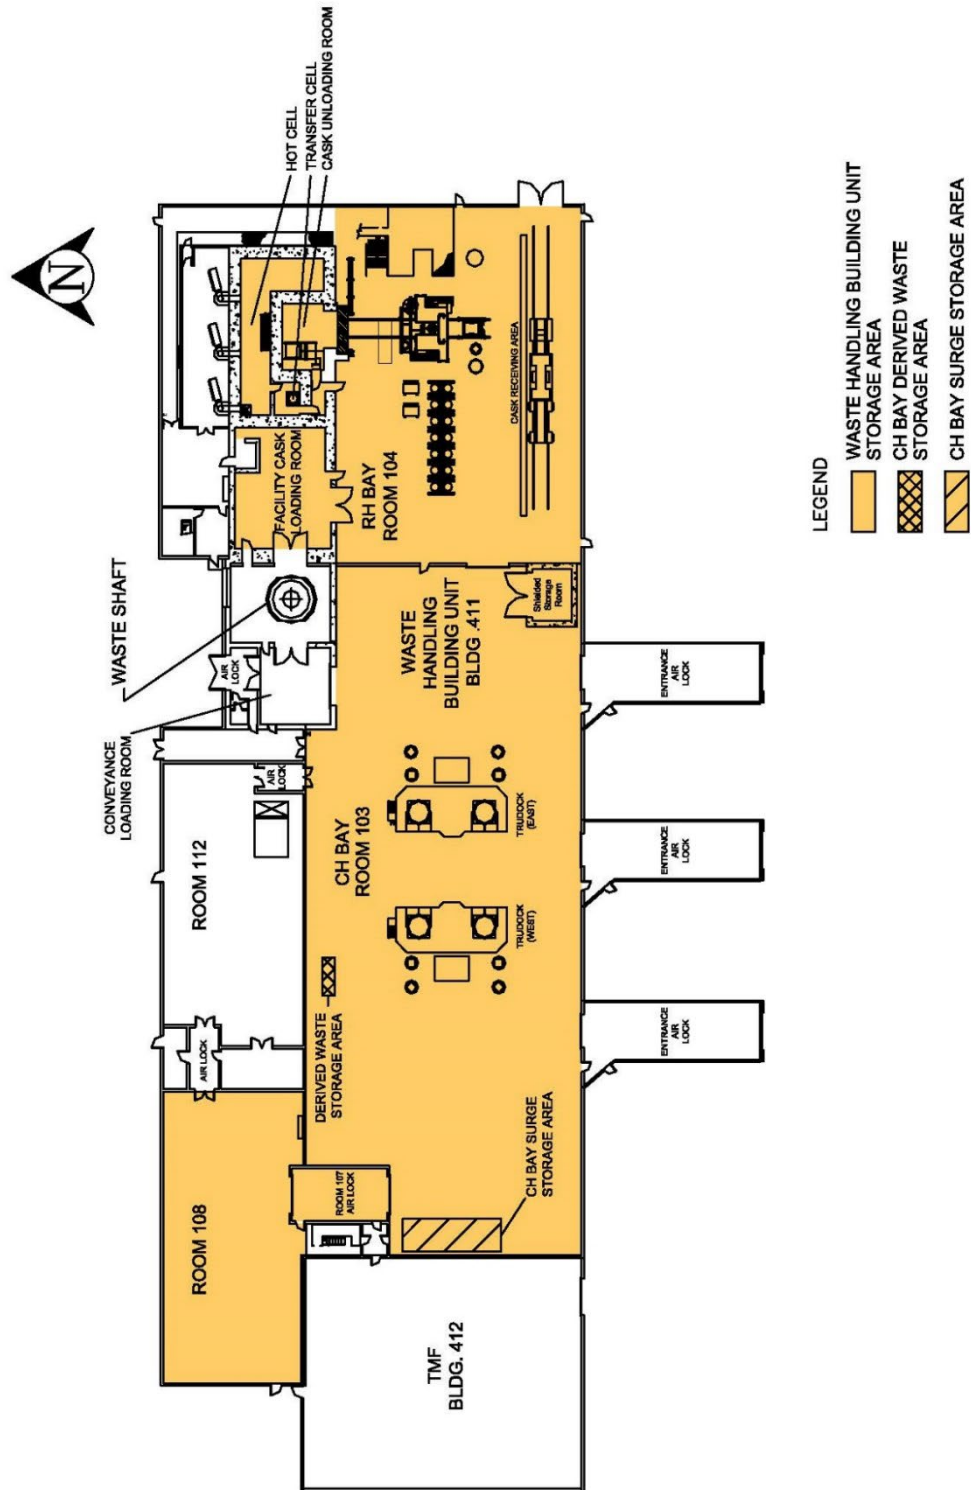 N
HOT CELL
TRANSFER CELL
CASK UNLOADING ROOM
FACILITY CASK
LOADING ROOM
RH BAY
ROOM 104
CASK RECEIVING AREA
WASTE SHAFT
CONVEYANCE
LOADING ROOM
AIR
LOCK
WASTE
HANDLING
BUILDING UNIT
BLDG .411
Shielded
Storage
Room
ENTRANCE
AIR
LOCK
ROOM 112
AIR
LOCK
CH BAY
ROOM 103
TRUDOCK
(EAST)
ENTRANCE
AIR
LOCK
TRUDOCK
(WEST)
AIR LOCK
DERIVED WASTE
STORAGE AREA
ENTRANCE
AIR
LOCK
ROOM 108
ROOM 107
AIR LOCK
CH BAY SURGE
STORAGE AREA
TMF
BLDG. 412
LEGEND
WASTE HANDLING BUILDING UNIT
STORAGE AREA
CH BAY DERIVED WASTE
STORAGE AREA
CH BAY SURGE STORAGE AREA